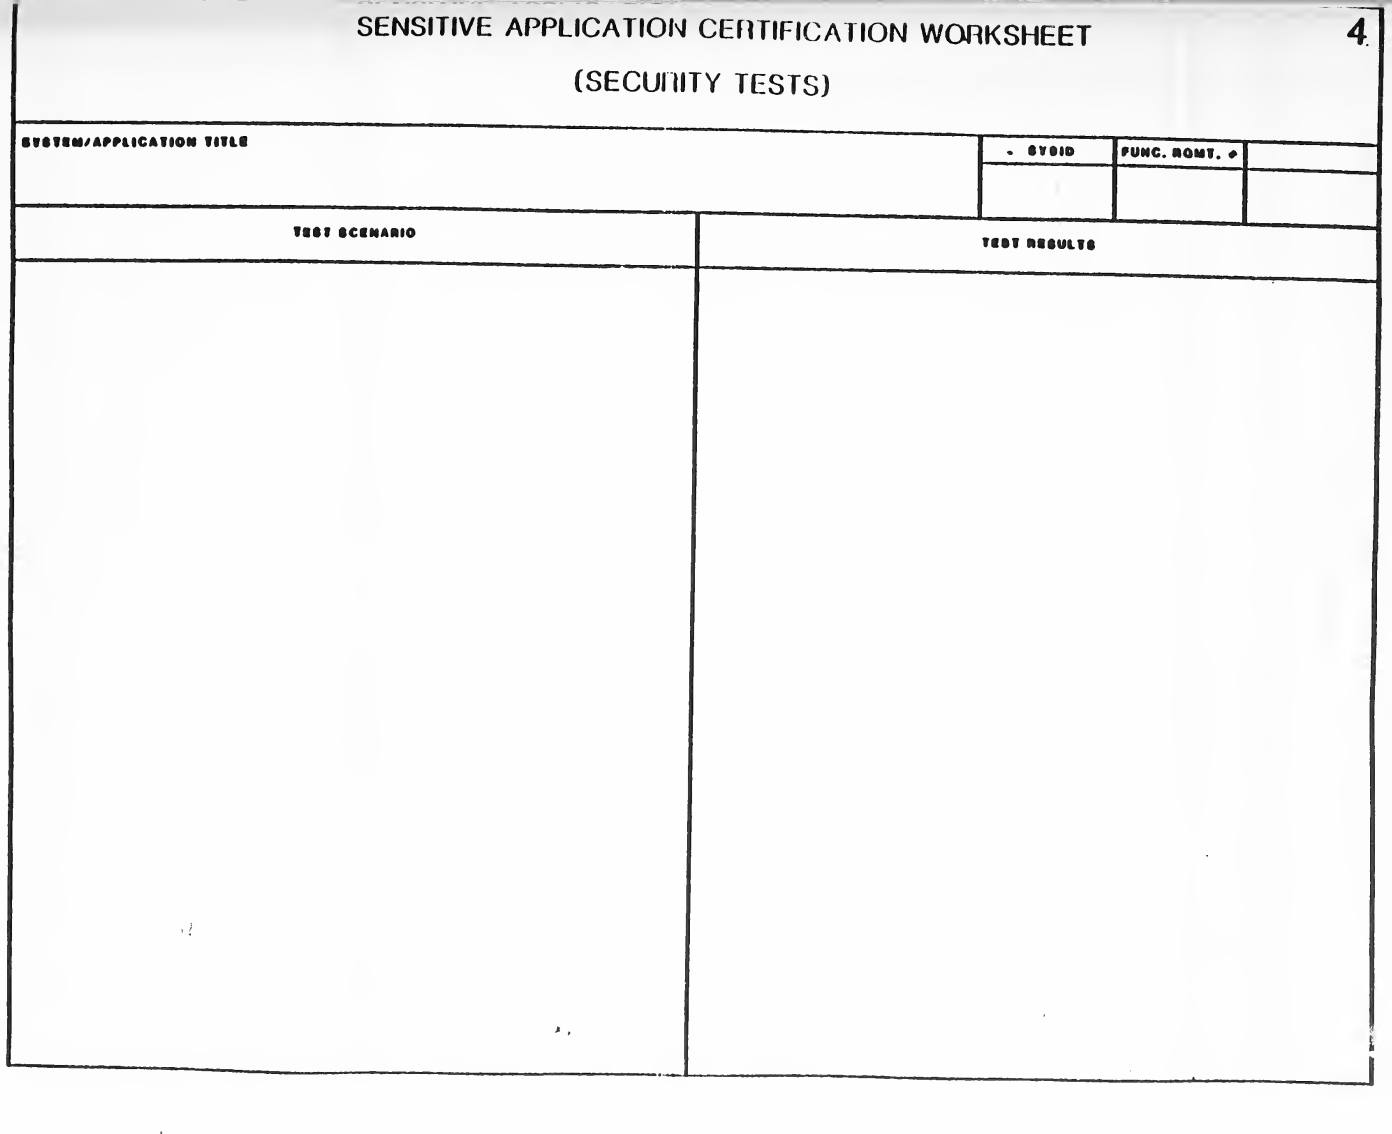 SENSITIVE APPLICATION CERTIFICATION WORKSHEET 4
(SECURITY TESTS)
SYSTEM/APPLICATION TITLE
SYSID
FUNC. RQMT. #
TEST SCENARIO
TEST RESULTS